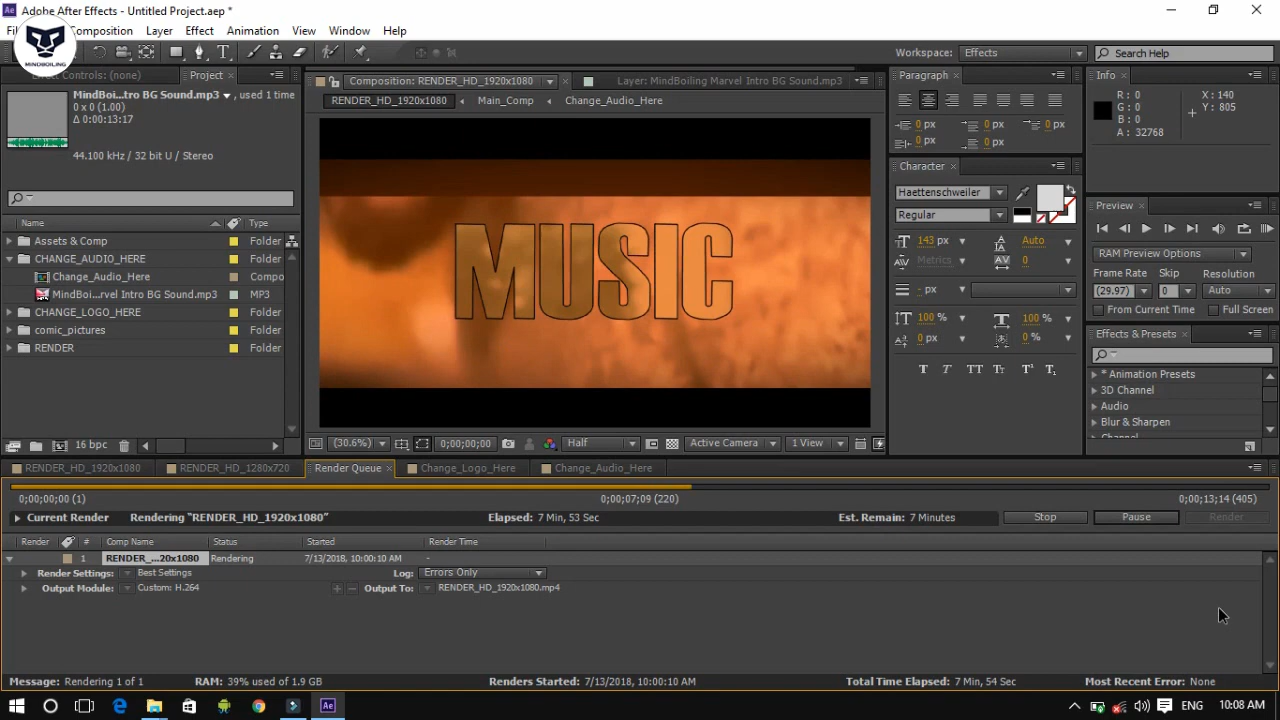 Adobe After Effects - Untitled Project.aep *
Composition Layer Effect Animation View Window Help
MINDBOILING
Workspace: Effects Search Help
Effect Controls: (none) Project
MindBoi...tro BG Sound.mp3 , used 1 time
0 x 0 (1.00)
Δ 0:00:13:17
44.100 kHz / 32 bit U / Stereo
Name Type
Assets & Comp Folder
CHANGE_AUDIO_HERE Folder
Change_Audio_Here Compo
MindBoi...rvel Intro BG Sound.mp3 MP3
CHANGE_LOGO_HERE Folder
comic_pictures Folder
RENDER Folder
16 bpc
Composition: RENDER_HD_1920x1080 Layer: MindBoiling Marvel Intro BG Sound.mp3
RENDER_HD_1920x1080 Main_Comp Change_Audio_Here
MUSIC
(30.6%) 0;00;00;00 Half Active Camera 1 View
Paragraph
0 px 0 px 0 px
0 px 0 px
Character
Haettenschweiler
Regular
143 px Auto
Metrics 0
- px
100 % 100 %
0 px 0 %
T T TT Tt T¹ T₁
Info
R : 0 X : 140
G : 0 Y : 805
B : 0
A : 32768
Preview
RAM Preview Options
Frame Rate Skip Resolution
(29.97) 0 Auto
From Current Time Full Screen
Effects & Presets
* Animation Presets
3D Channel
Audio
Blur & Sharpen
Channel
RENDER_HD_1920x1080 RENDER_HD_1280x720 Render Queue Change_Logo_Here Change_Audio_Here
0;00;00;00 (1) 0;00;07;09 (220) 0;00;13;14 (405)
Current Render Rendering "RENDER_HD_1920x1080" Elapsed: 7 Min, 53 Sec Est. Remain: 7 Minutes Stop Pause Render
Render # Comp Name Status Started Render Time
1 RENDER_...20x1080 Rendering 7/13/2018, 10:00:10 AM -
Render Settings: Best Settings Log: Errors Only
Output Module: Custom: H.264 Output To: RENDER_HD_1920x1080.mp4
Message: Rendering 1 of 1 RAM: 39% used of 1.9 GB Renders Started: 7/13/2018, 10:00:10 AM Total Time Elapsed: 7 Min, 54 Sec Most Recent Error: None
ENG 10:08 AM